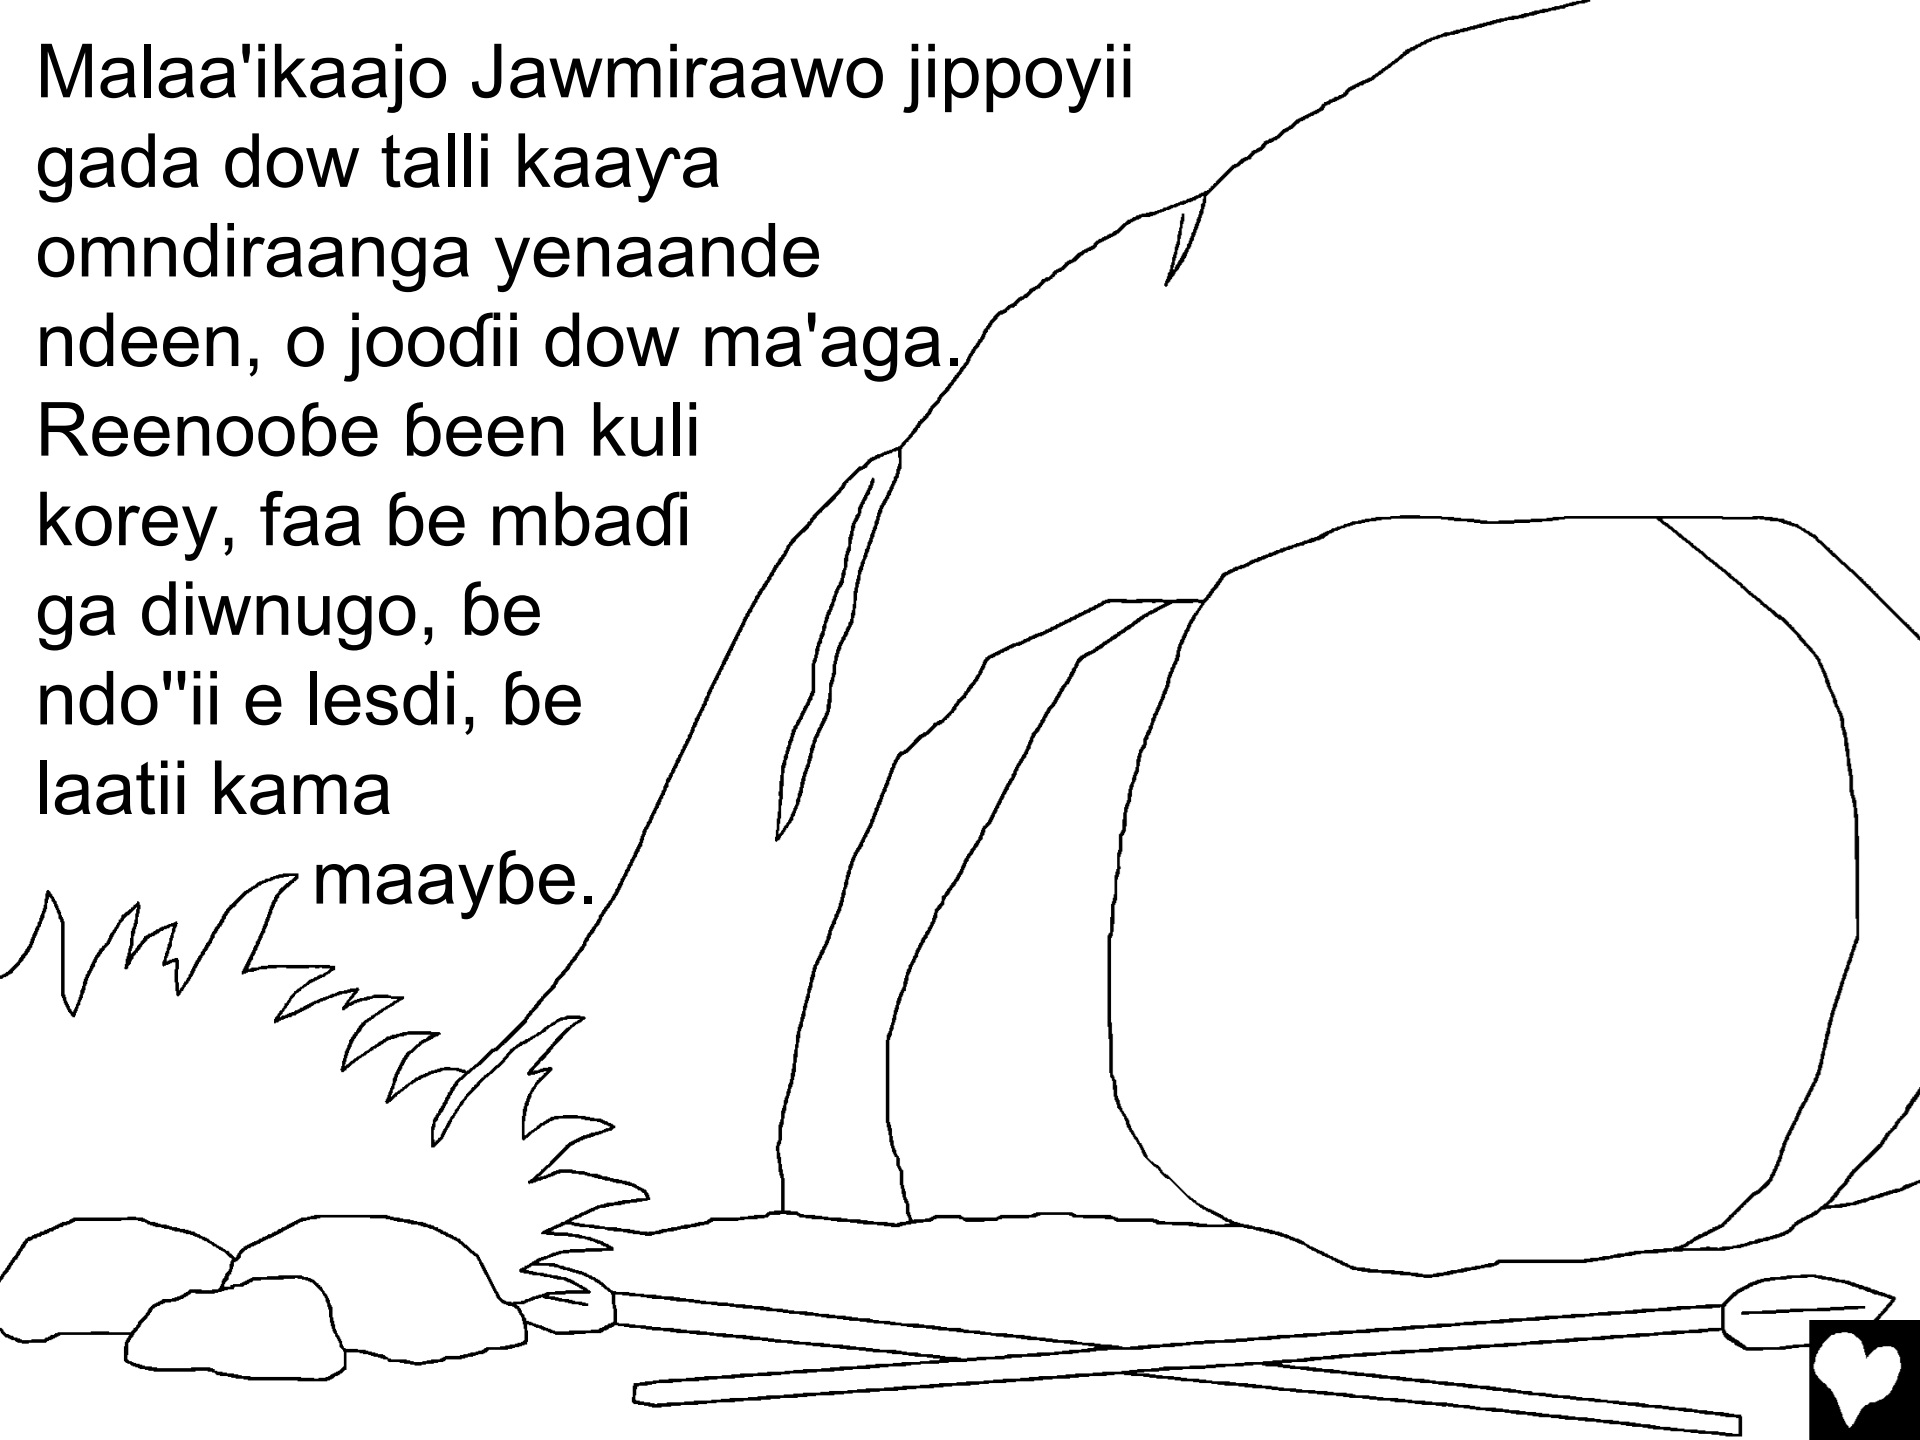 Malaa'ikaajo Jawmiraawo jippoyii
gada dow talli kaaƴa
omndiraanga yenaande
ndeen, o jooɗii dow ma'aga.
Reenooɓe ɓeen kuli
korey, faa ɓe mbaɗi
ga diwnugo, ɓe
ndo''ii e lesdi, ɓe
laatii kama
maayɓe.